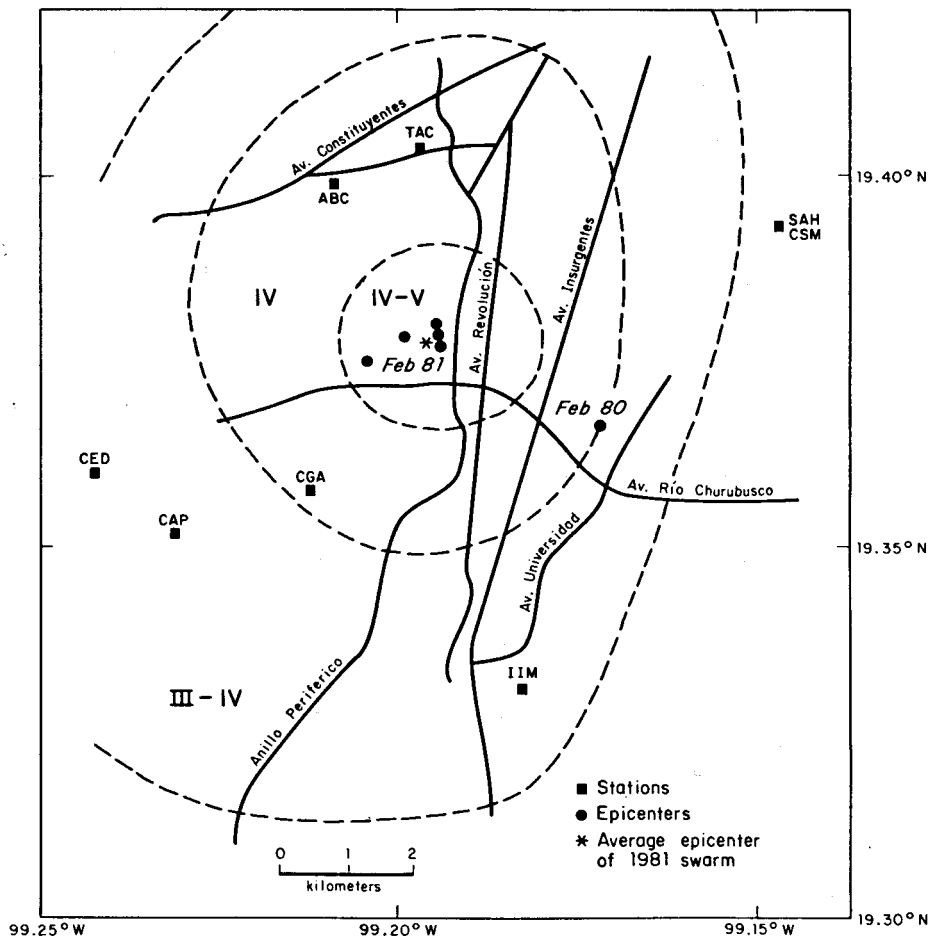 Av. Constituyentes
TAC
ABC
19.40° N
SAH
CSM
IV
IV-V
Av. Revolución
Av. Insurgentes
Feb 81
Feb 80
CED
CGA
CAP
Av. Río Churubusco
Av. Universidad
19.35° N
IIM
III-IV
Anillo Periferico
Stations
Epicenters
Average epicenter
of 1981 swarm
0 1 2
kilometers
19.30° N
99.25° W
99.20° W
99.15° W